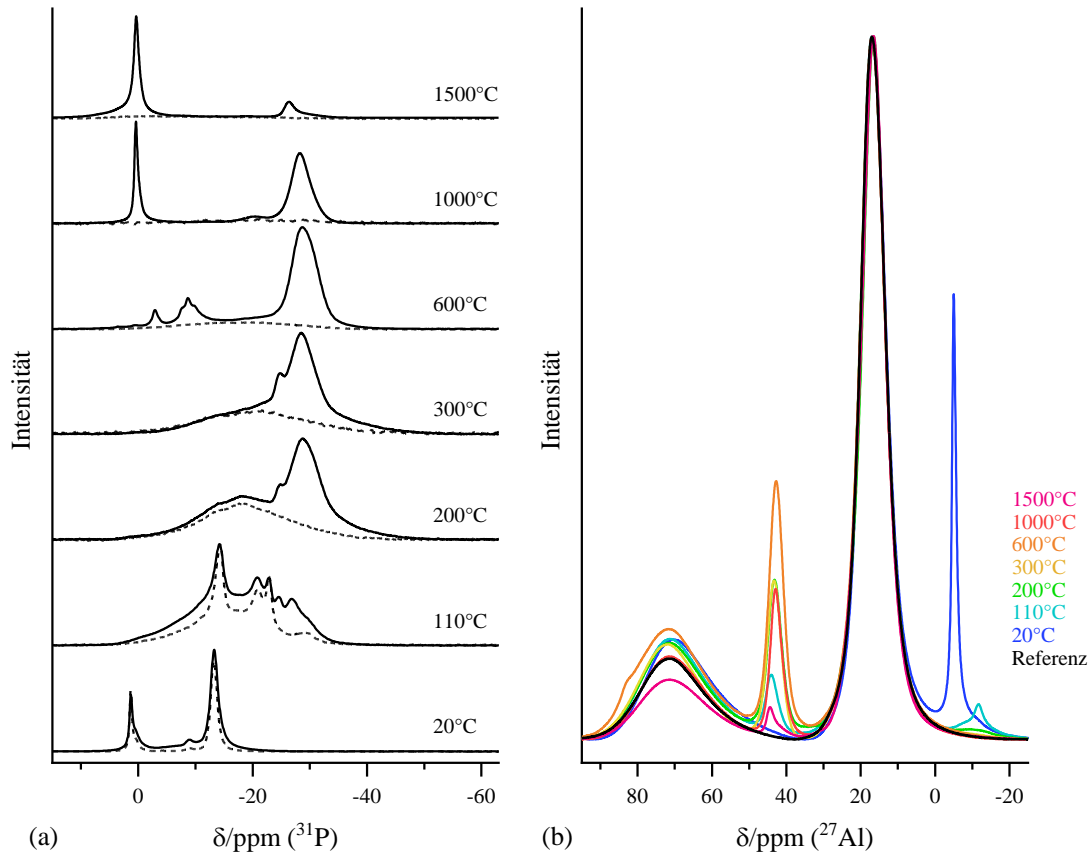 1500°C
1000°C
600°C
300°C
200°C
110°C
20°C
Intensität
0
-20
-40
-60
(a)
δ/ppm (³¹P)
Intensität
1500°C
1000°C
600°C
300°C
200°C
110°C
20°C
Referenz
80
60
40
20
0
-20
(b)
δ/ppm (²⁷Al)